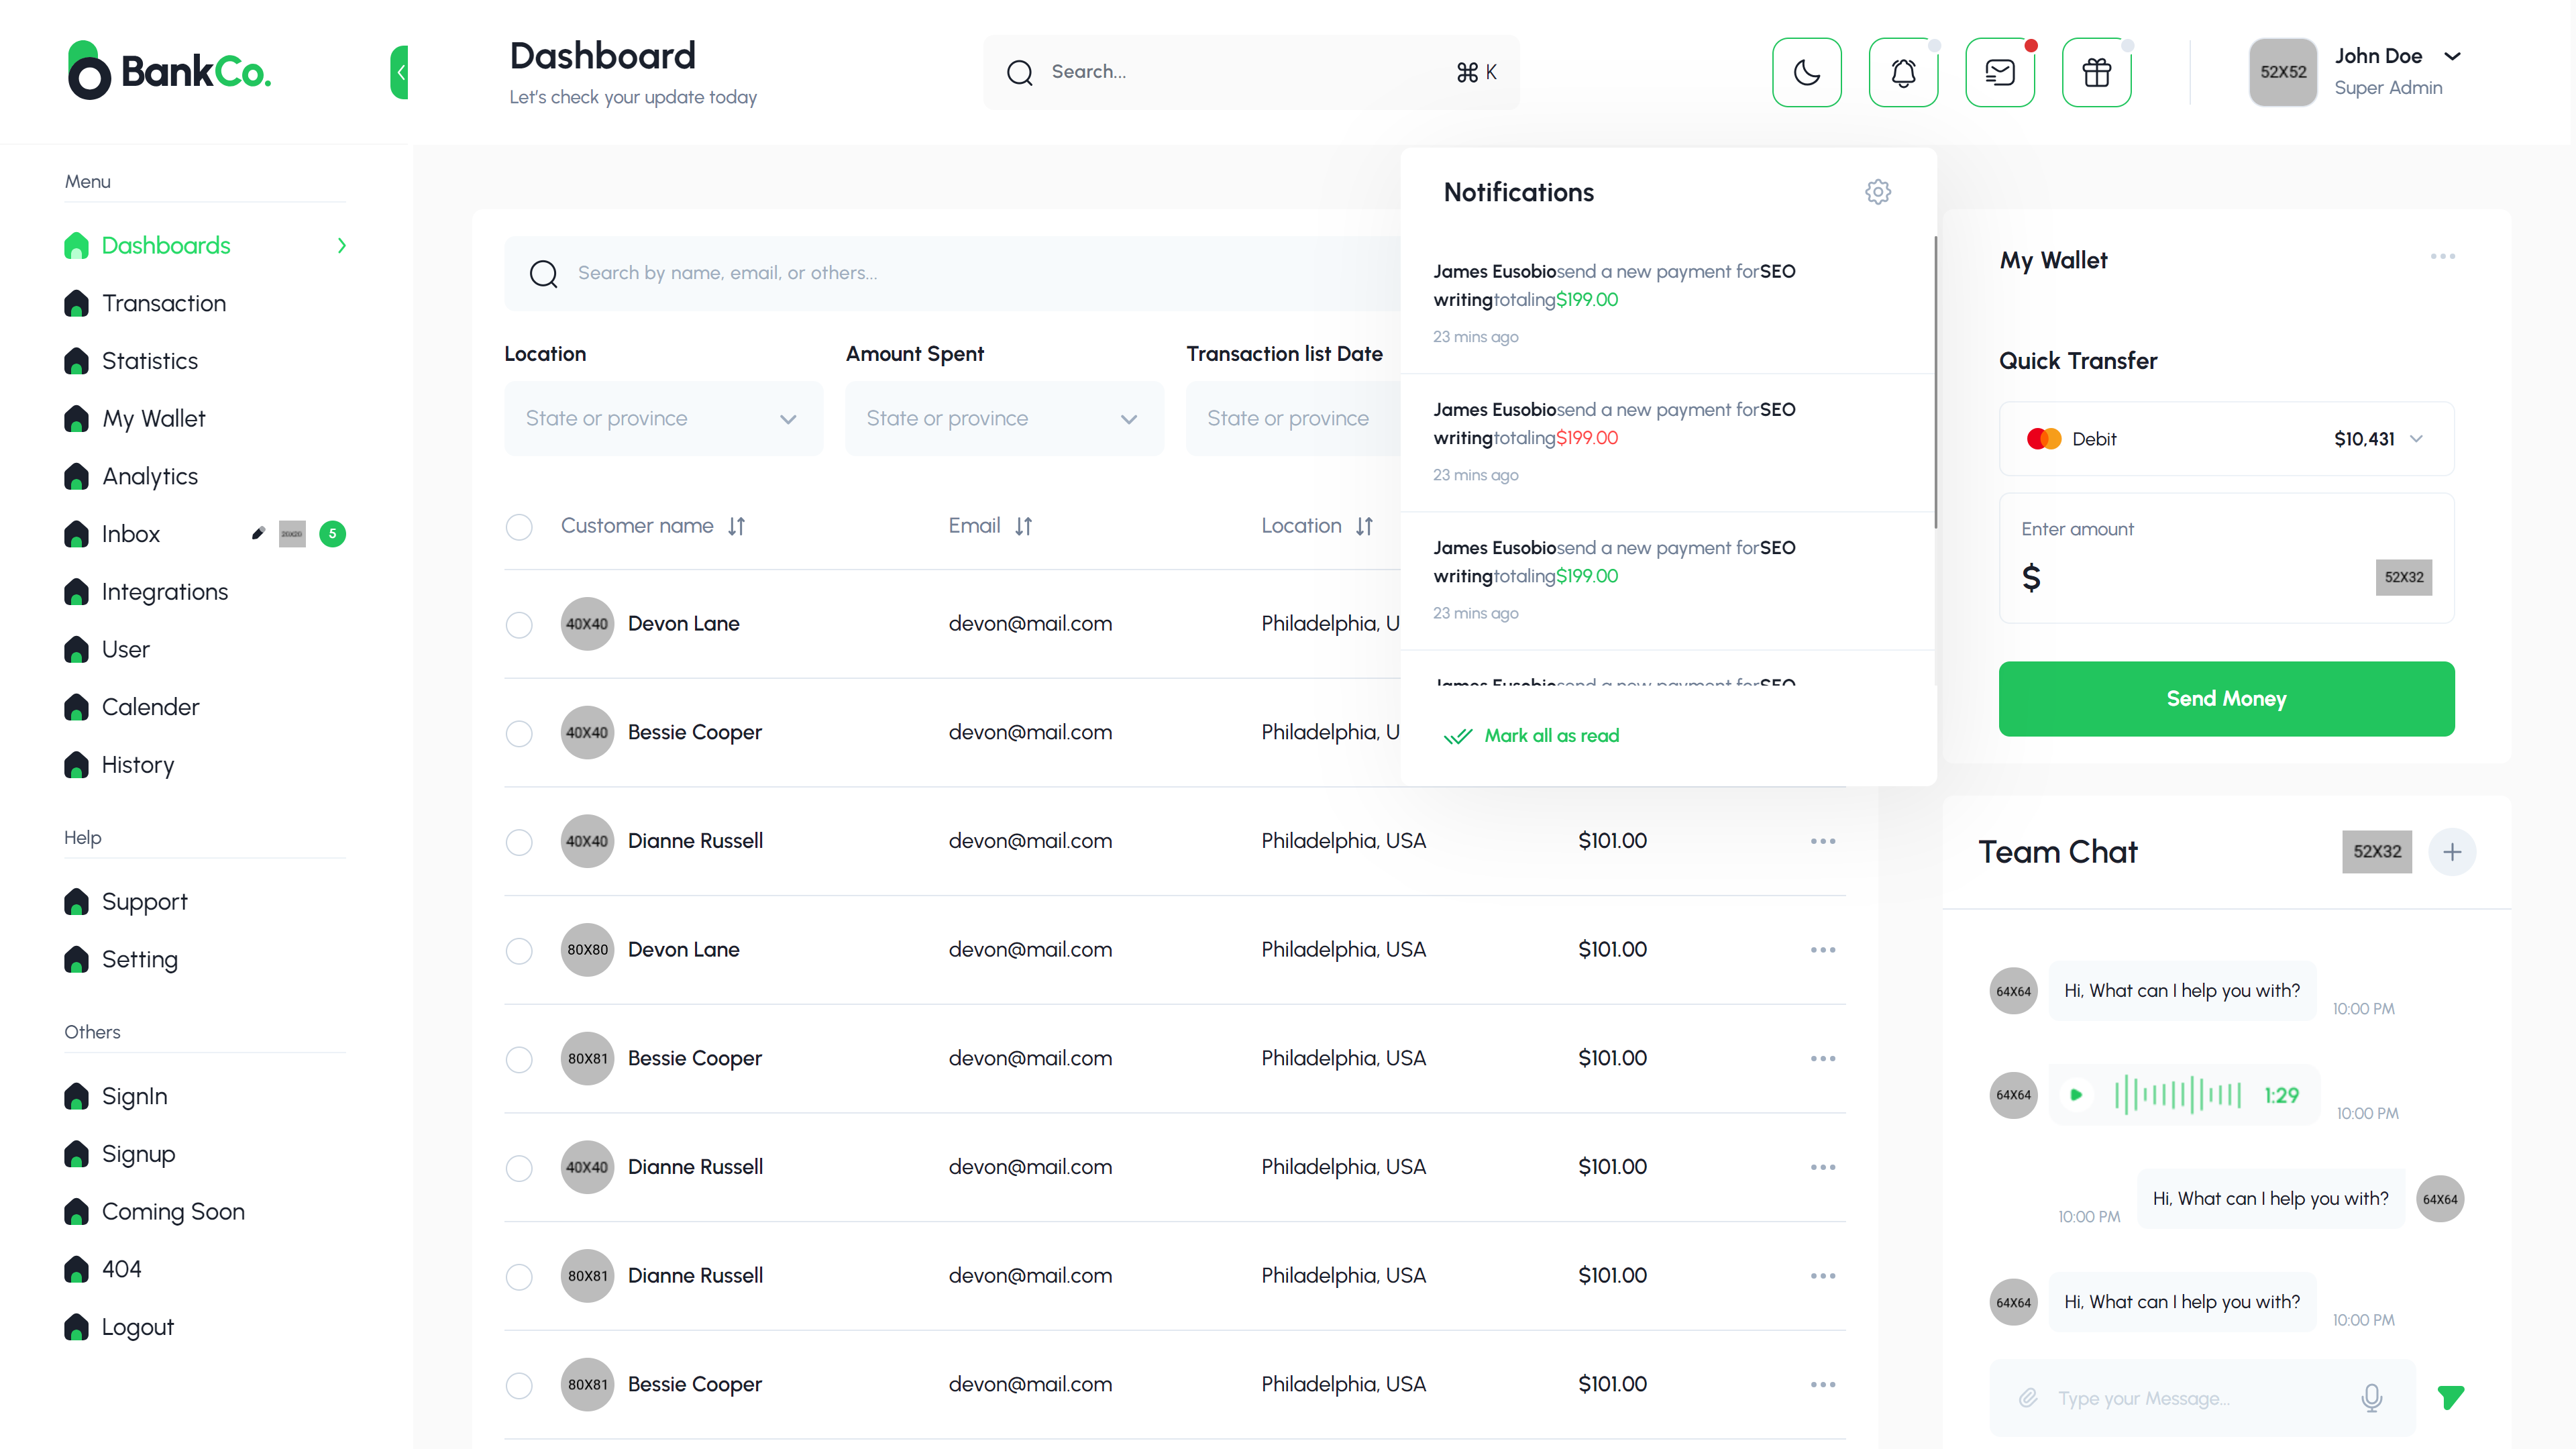 BankCo.
Dashboard
Let's check your update today
Search...
⌘ K
52X52
John Doe
Super Admin
Menu
Dashboards
Transaction
Statistics
My Wallet
Analytics
Inbox
20X20
5
Integrations
User
Calender
History
Help
Support
Setting
Others
SignIn
Signup
Coming Soon
404
Logout
Search by name, email, or others...
Location
Amount Spent
Transaction list Date
State or province
State or province
State or province
Customer name
Email
Location
40X40 Devon Lane devon@mail.com Philadelphia, U
40X40 Bessie Cooper devon@mail.com Philadelphia, U
40X40 Dianne Russell devon@mail.com Philadelphia, USA $101.00
80X80 Devon Lane devon@mail.com Philadelphia, USA $101.00
80X81 Bessie Cooper devon@mail.com Philadelphia, USA $101.00
40X40 Dianne Russell devon@mail.com Philadelphia, USA $101.00
80X81 Dianne Russell devon@mail.com Philadelphia, USA $101.00
80X81 Bessie Cooper devon@mail.com Philadelphia, USA $101.00
Notifications
James Eusobiosend a new payment forSEO
writingtotaling$199.00
23 mins ago
James Eusobiosend a new payment forSEO
writingtotaling$199.00
23 mins ago
James Eusobiosend a new payment forSEO
writingtotaling$199.00
23 mins ago
James Eusobiosend a new payment forSEO
Mark all as read
My Wallet
Quick Transfer
Debit
$10,431
Enter amount
$
52X32
Send Money
Team Chat
52X32
64X64
Hi, What can I help you with?
10:00 PM
64X64
1:29
10:00 PM
10:00 PM
Hi, What can I help you with?
64X64
64X64
Hi, What can I help you with?
10:00 PM
Type your Message...